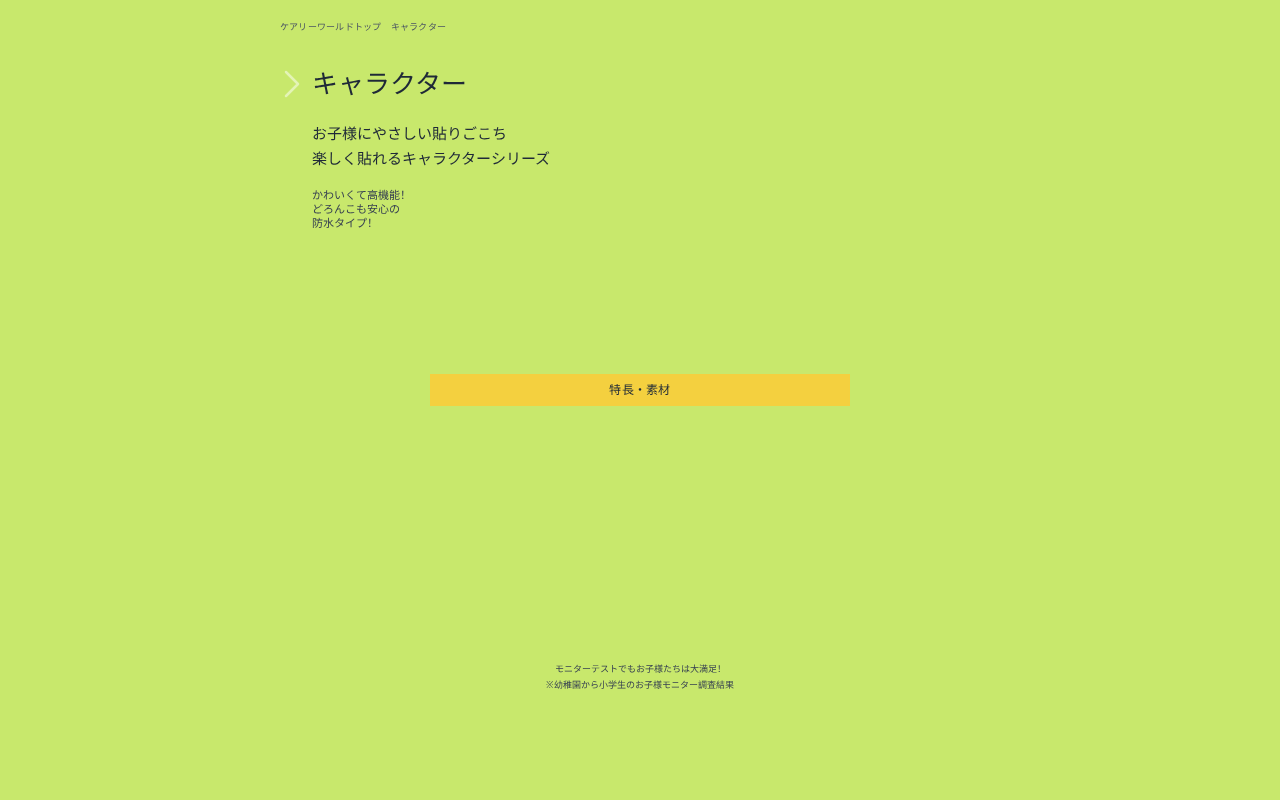 ケアリーワールドトップ　キャラクター
キャラクター
お子様にやさしい貼りごこち
楽しく貼れるキャラクターシリーズ
かわいくて高機能！
どろんこも安心の
防水タイプ！
特長・素材
モニターテストでもお子様たちは大満足！
※幼稚園から小学生のお子様モニター調査結果